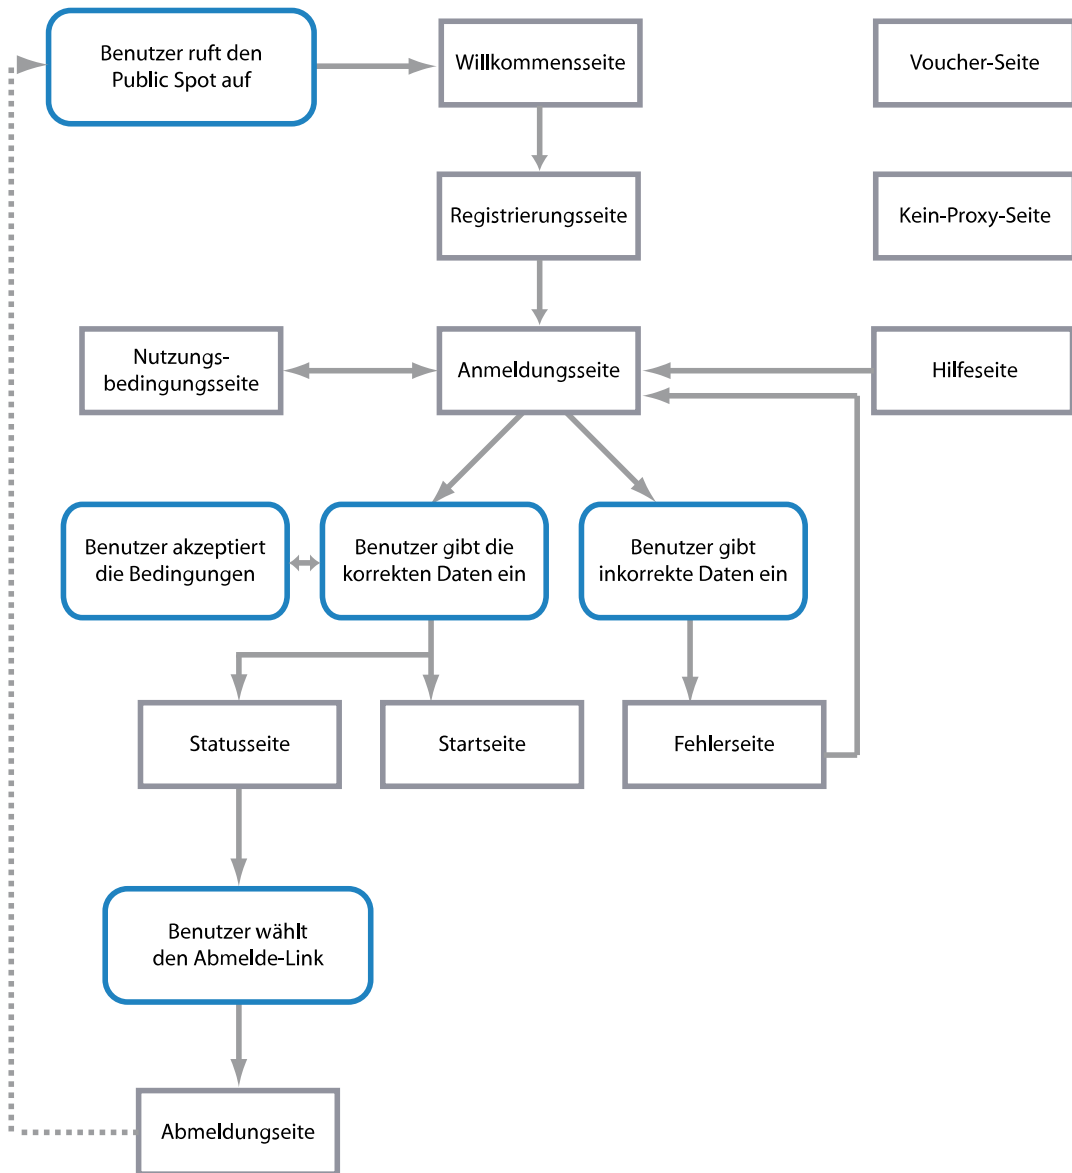 Benutzer ruft den
Public Spot auf
Willkommensseite
Voucher-Seite
Registrierungsseite
Kein-Proxy-Seite
Nutzungs-
bedingungsseite
Anmeldungsseite
Hilfeseite
Benutzer akzeptiert
die Bedingungen
Benutzer gibt die
korrekten Daten ein
Benutzer gibt
inkorrekte Daten ein
Statusseite
Startseite
Fehlerseite
Benutzer wählt
den Abmelde-Link
Abmeldungseite